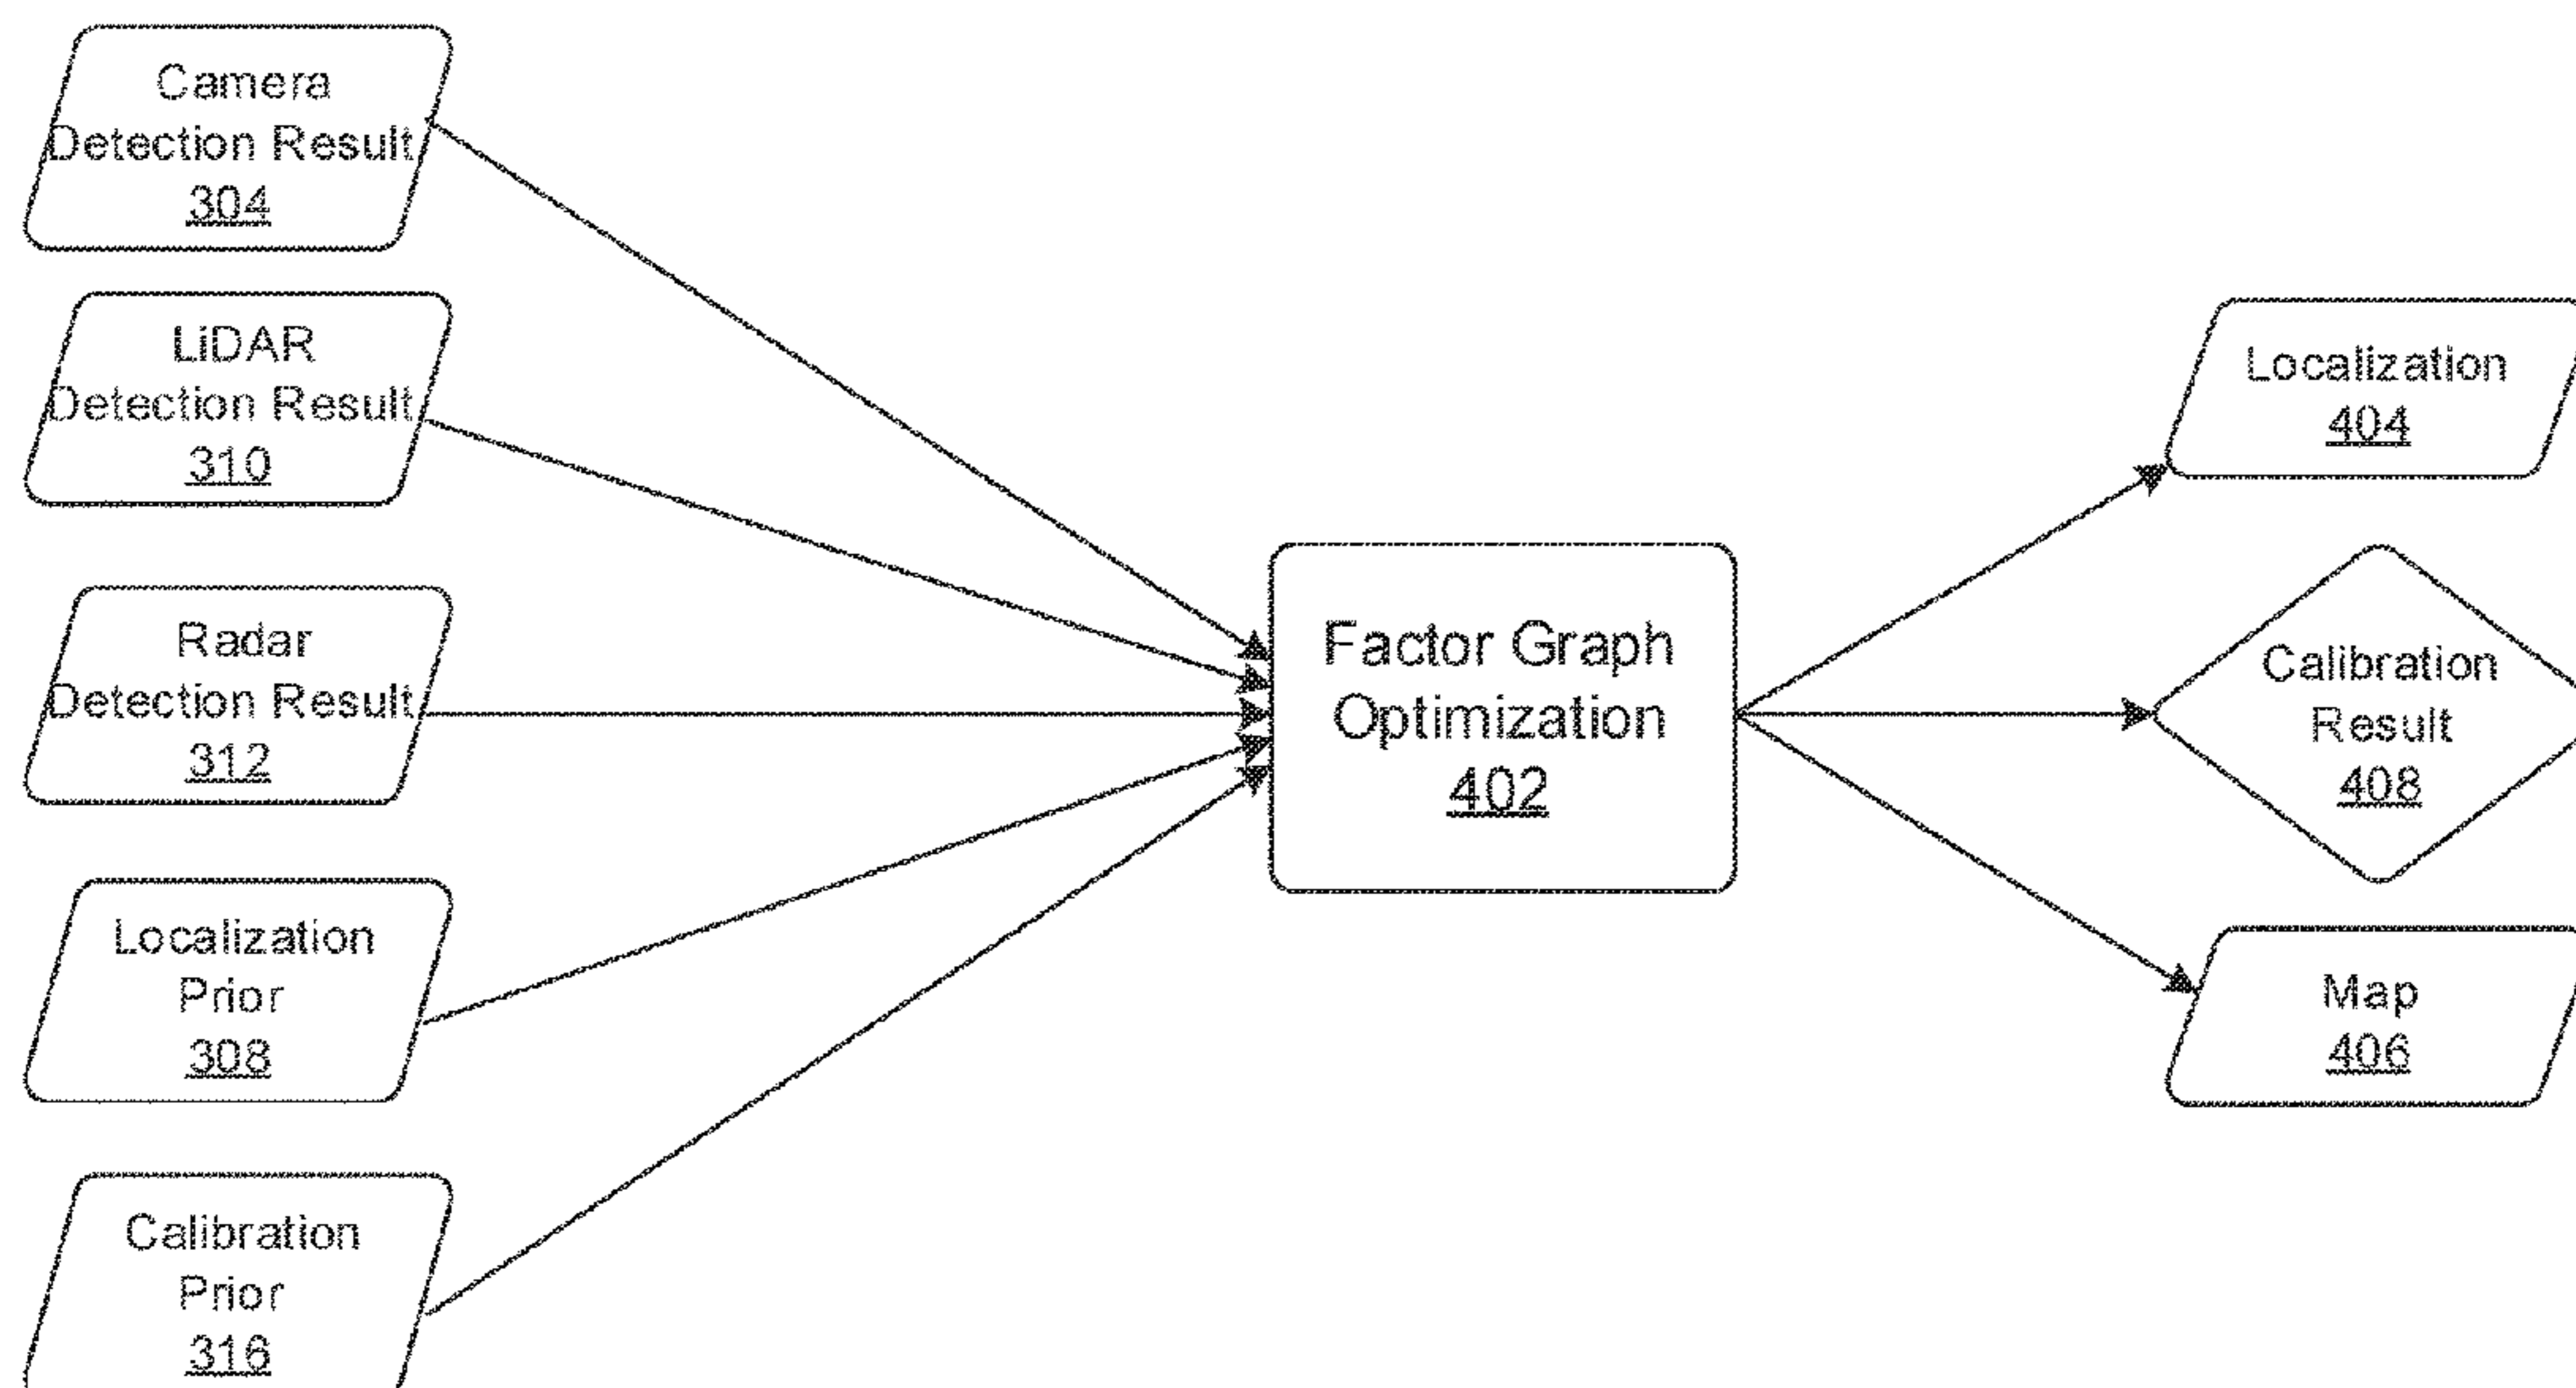 Camera
Detection Result
304
LiDAR
Detection Result
310
Radar
Detection Result
312
Localization
Prior
308
Calibration
Prior
316
Factor Graph
Optimization
402
Localization
404
Calibration
Result
408
Map
406